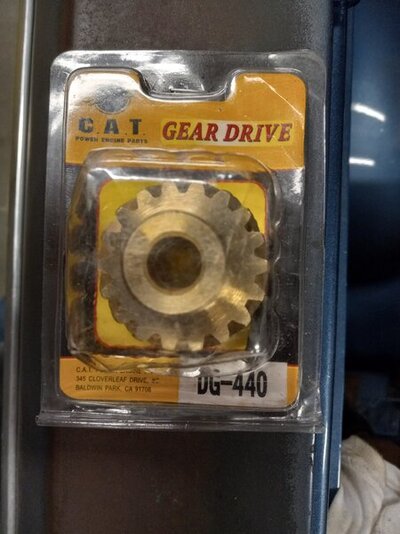 C.A.T.
POWER ENGINE PARTS
GEAR DRIVE
C.A.T.
345 CLOVERLEAF DRIVE,
BALDWIN PARK, CA 91706
DG-440